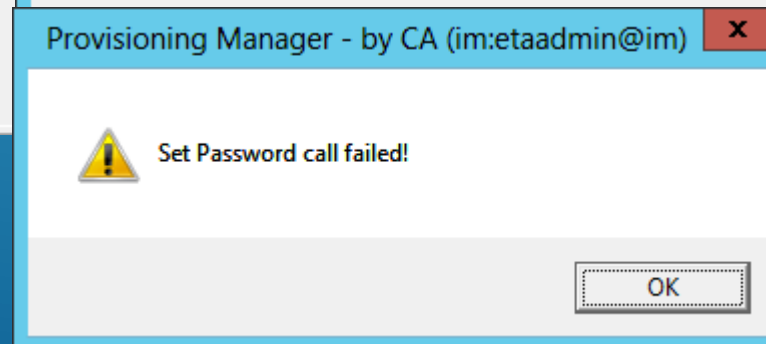 Provisioning Manager - by CA (im:etaadmin@im)
x
Set Password call failed!
OK